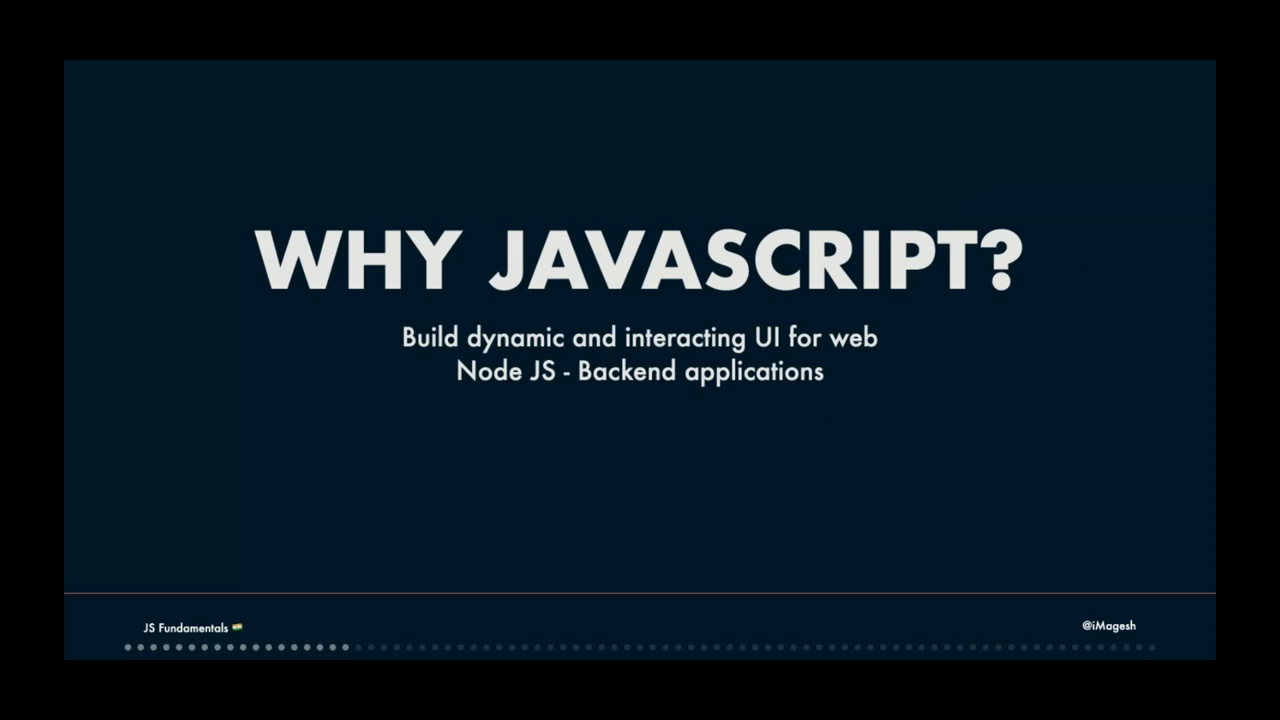 WHY JAVASCRIPT?
Build dynamic and interacting UI for web
Node JS - Backend applications
JS Fundamentals 🇮🇳
@iMagesh